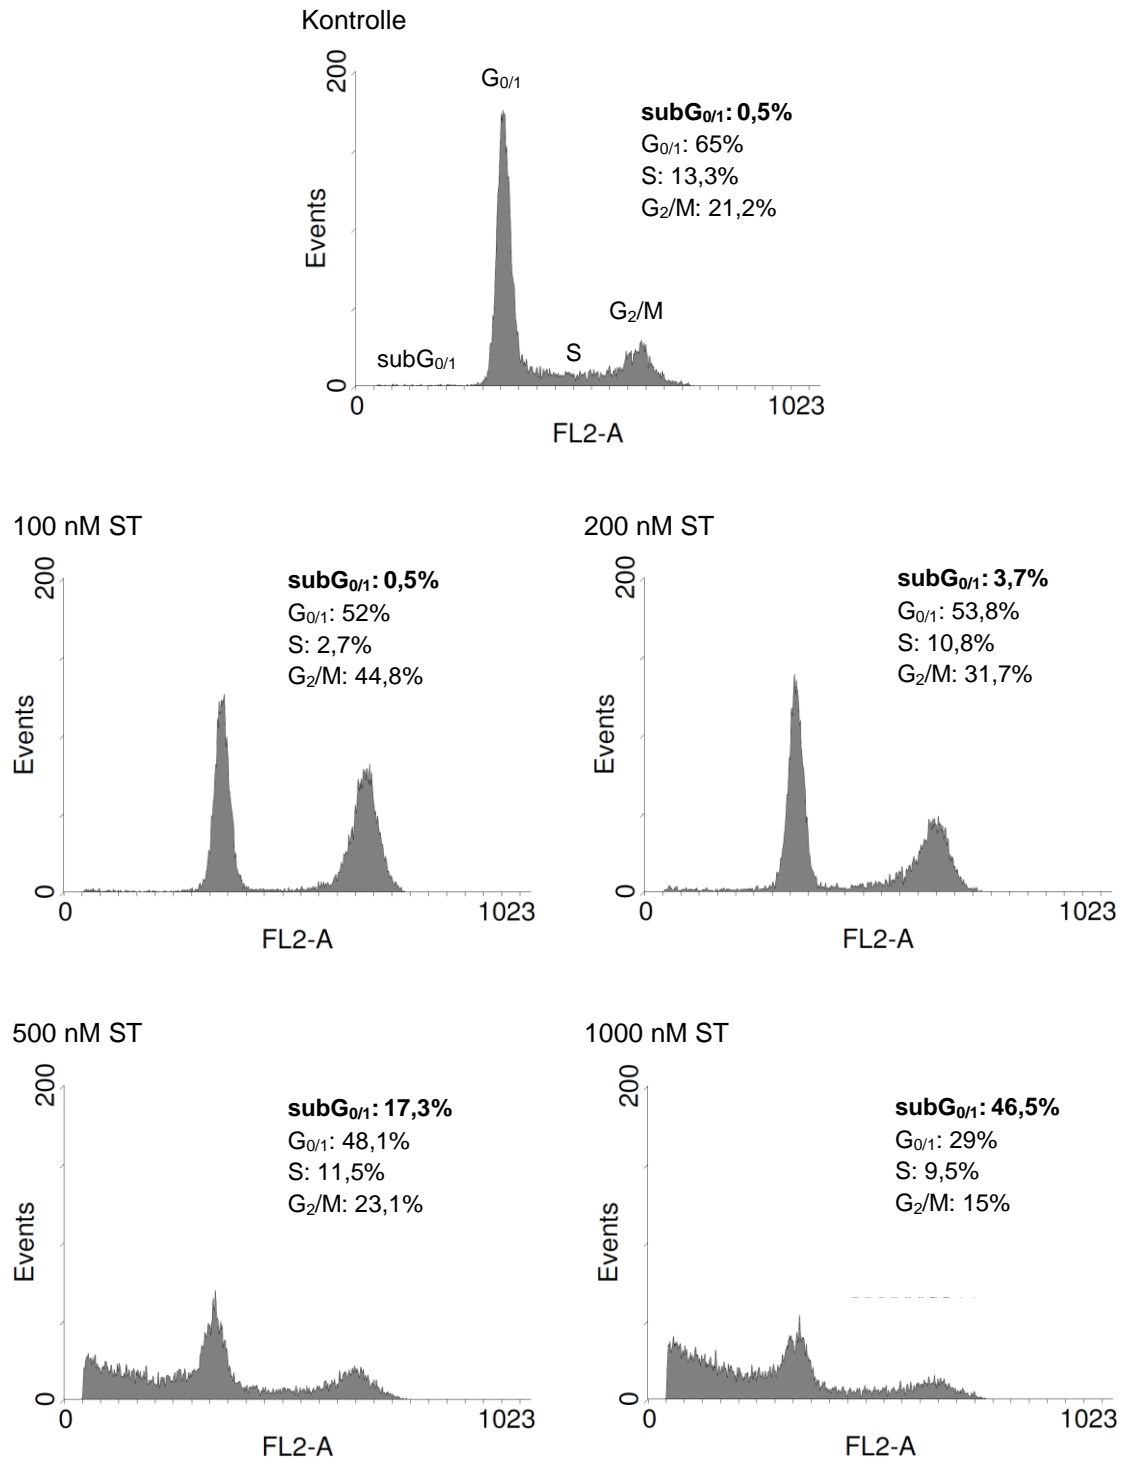 Kontrolle
200
G0/1
subG0/1: 0,5%
G0/1: 65%
S: 13,3%
G2/M: 21,2%
Events
G2/M
S
subG0/1
0
0
1023
FL2-A
100 nM ST
200
subG0/1: 0,5%
G0/1: 52%
S: 2,7%
G2/M: 44,8%
Events
0
0
1023
FL2-A
200 nM ST
200
subG0/1: 3,7%
G0/1: 53,8%
S: 10,8%
G2/M: 31,7%
Events
0
0
1023
FL2-A
500 nM ST
200
subG0/1: 17,3%
G0/1: 48,1%
S: 11,5%
G2/M: 23,1%
Events
0
0
1023
FL2-A
1000 nM ST
200
subG0/1: 46,5%
G0/1: 29%
S: 9,5%
G2/M: 15%
Events
0
0
1023
FL2-A